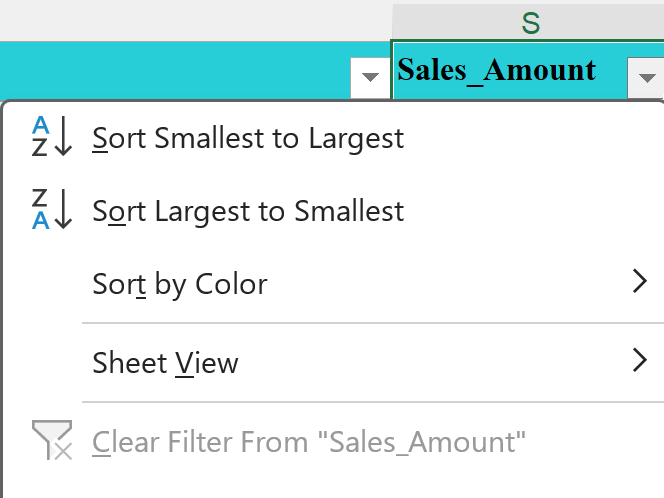 S
Sales_Amount
Sort Smallest to Largest
Sort Largest to Smallest
Sort by Color
Sheet View
Clear Filter From "Sales_Amount"